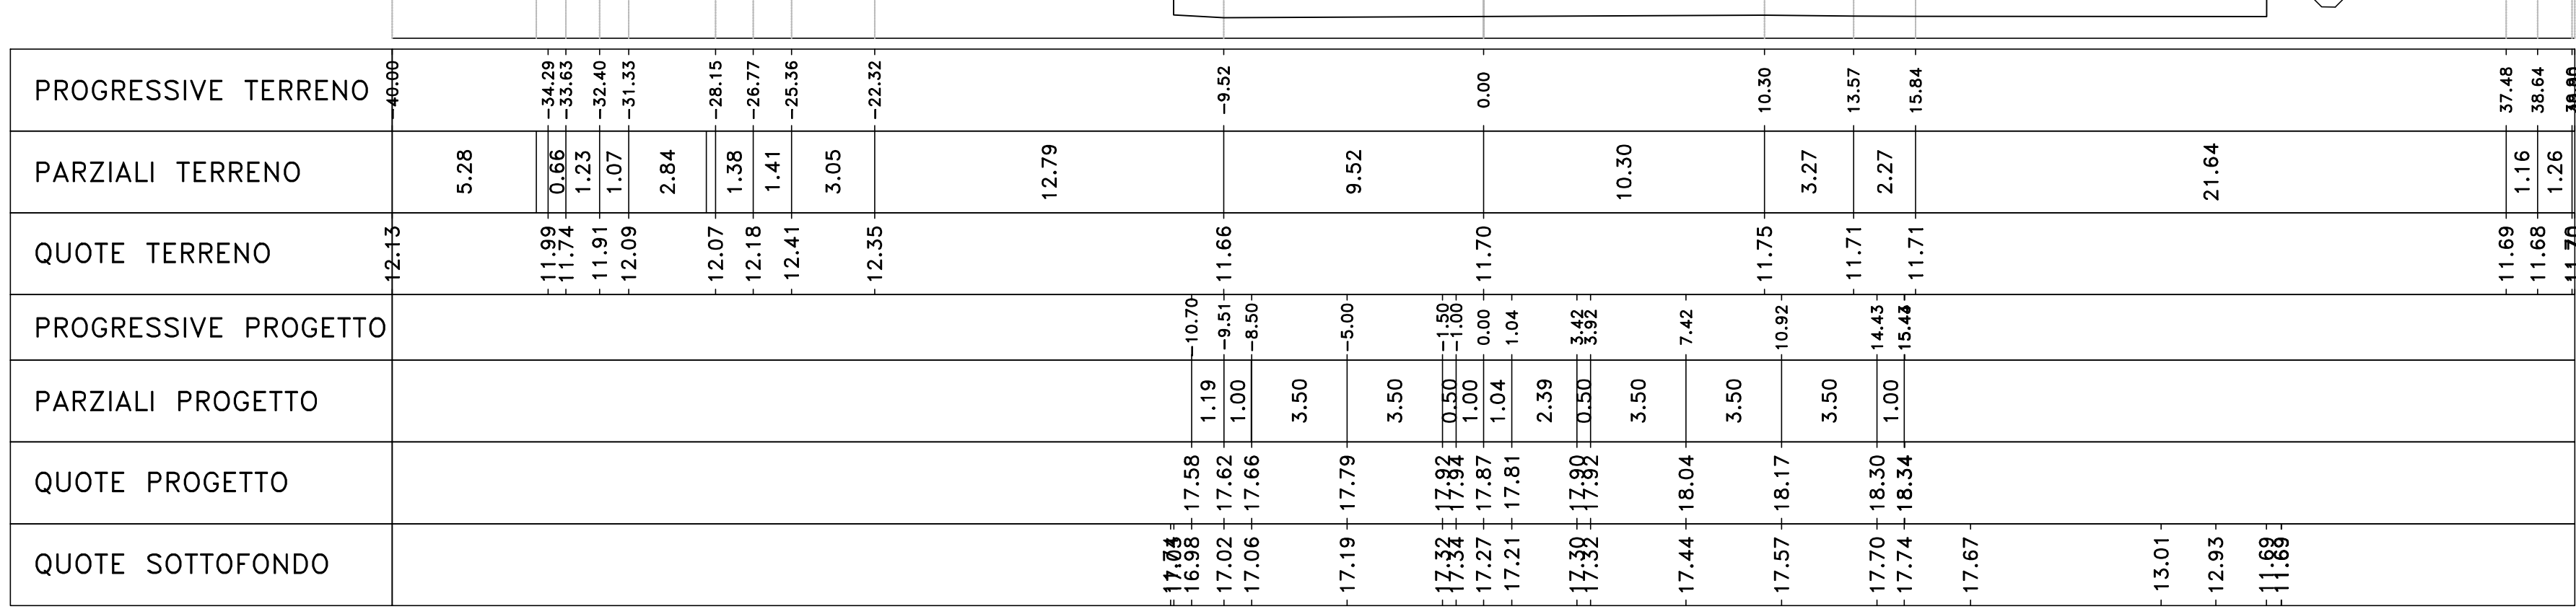 PROGRESSIVE TERRENO -40.00 -34.29 -33.63 -32.40 -31.33 -28.15 -26.77 -25.36 -22.32 -9.52 0.00 10.30 13.57 15.84 37.48 38.64
PARZIALI TERRENO 5.28 0.66 1.23 1.07 2.84 1.38 1.41 3.05 12.79 9.52 10.30 3.27 2.27 21.64 1.16 1.26
QUOTE TERRENO 12.13 11.99 11.74 11.91 12.09 12.07 12.18 12.41 12.35 11.66 11.70 11.75 11.71 11.71 11.69 11.68
PROGRESSIVE PROGETTO -10.70 -9.51 -8.50 -5.00 -1.50 -1.00 0.00 1.04 3.42 3.92 7.42 10.92 14.43
PARZIALI PROGETTO 1.19 1.00 3.50 3.50 0.50 1.00 1.04 2.39 0.50 3.50 3.50 3.50 1.00
QUOTE PROGETTO 17.58 17.62 17.66 17.79 17.92 17.94 17.87 17.81 17.90 17.92 18.04 18.17 18.30 18.34
QUOTE SOTTOFONDO 16.98 17.02 17.06 17.19 17.32 17.34 17.27 17.21 17.30 17.32 17.44 17.57 17.70 17.74 17.67 13.01 12.93 11.69 11.69